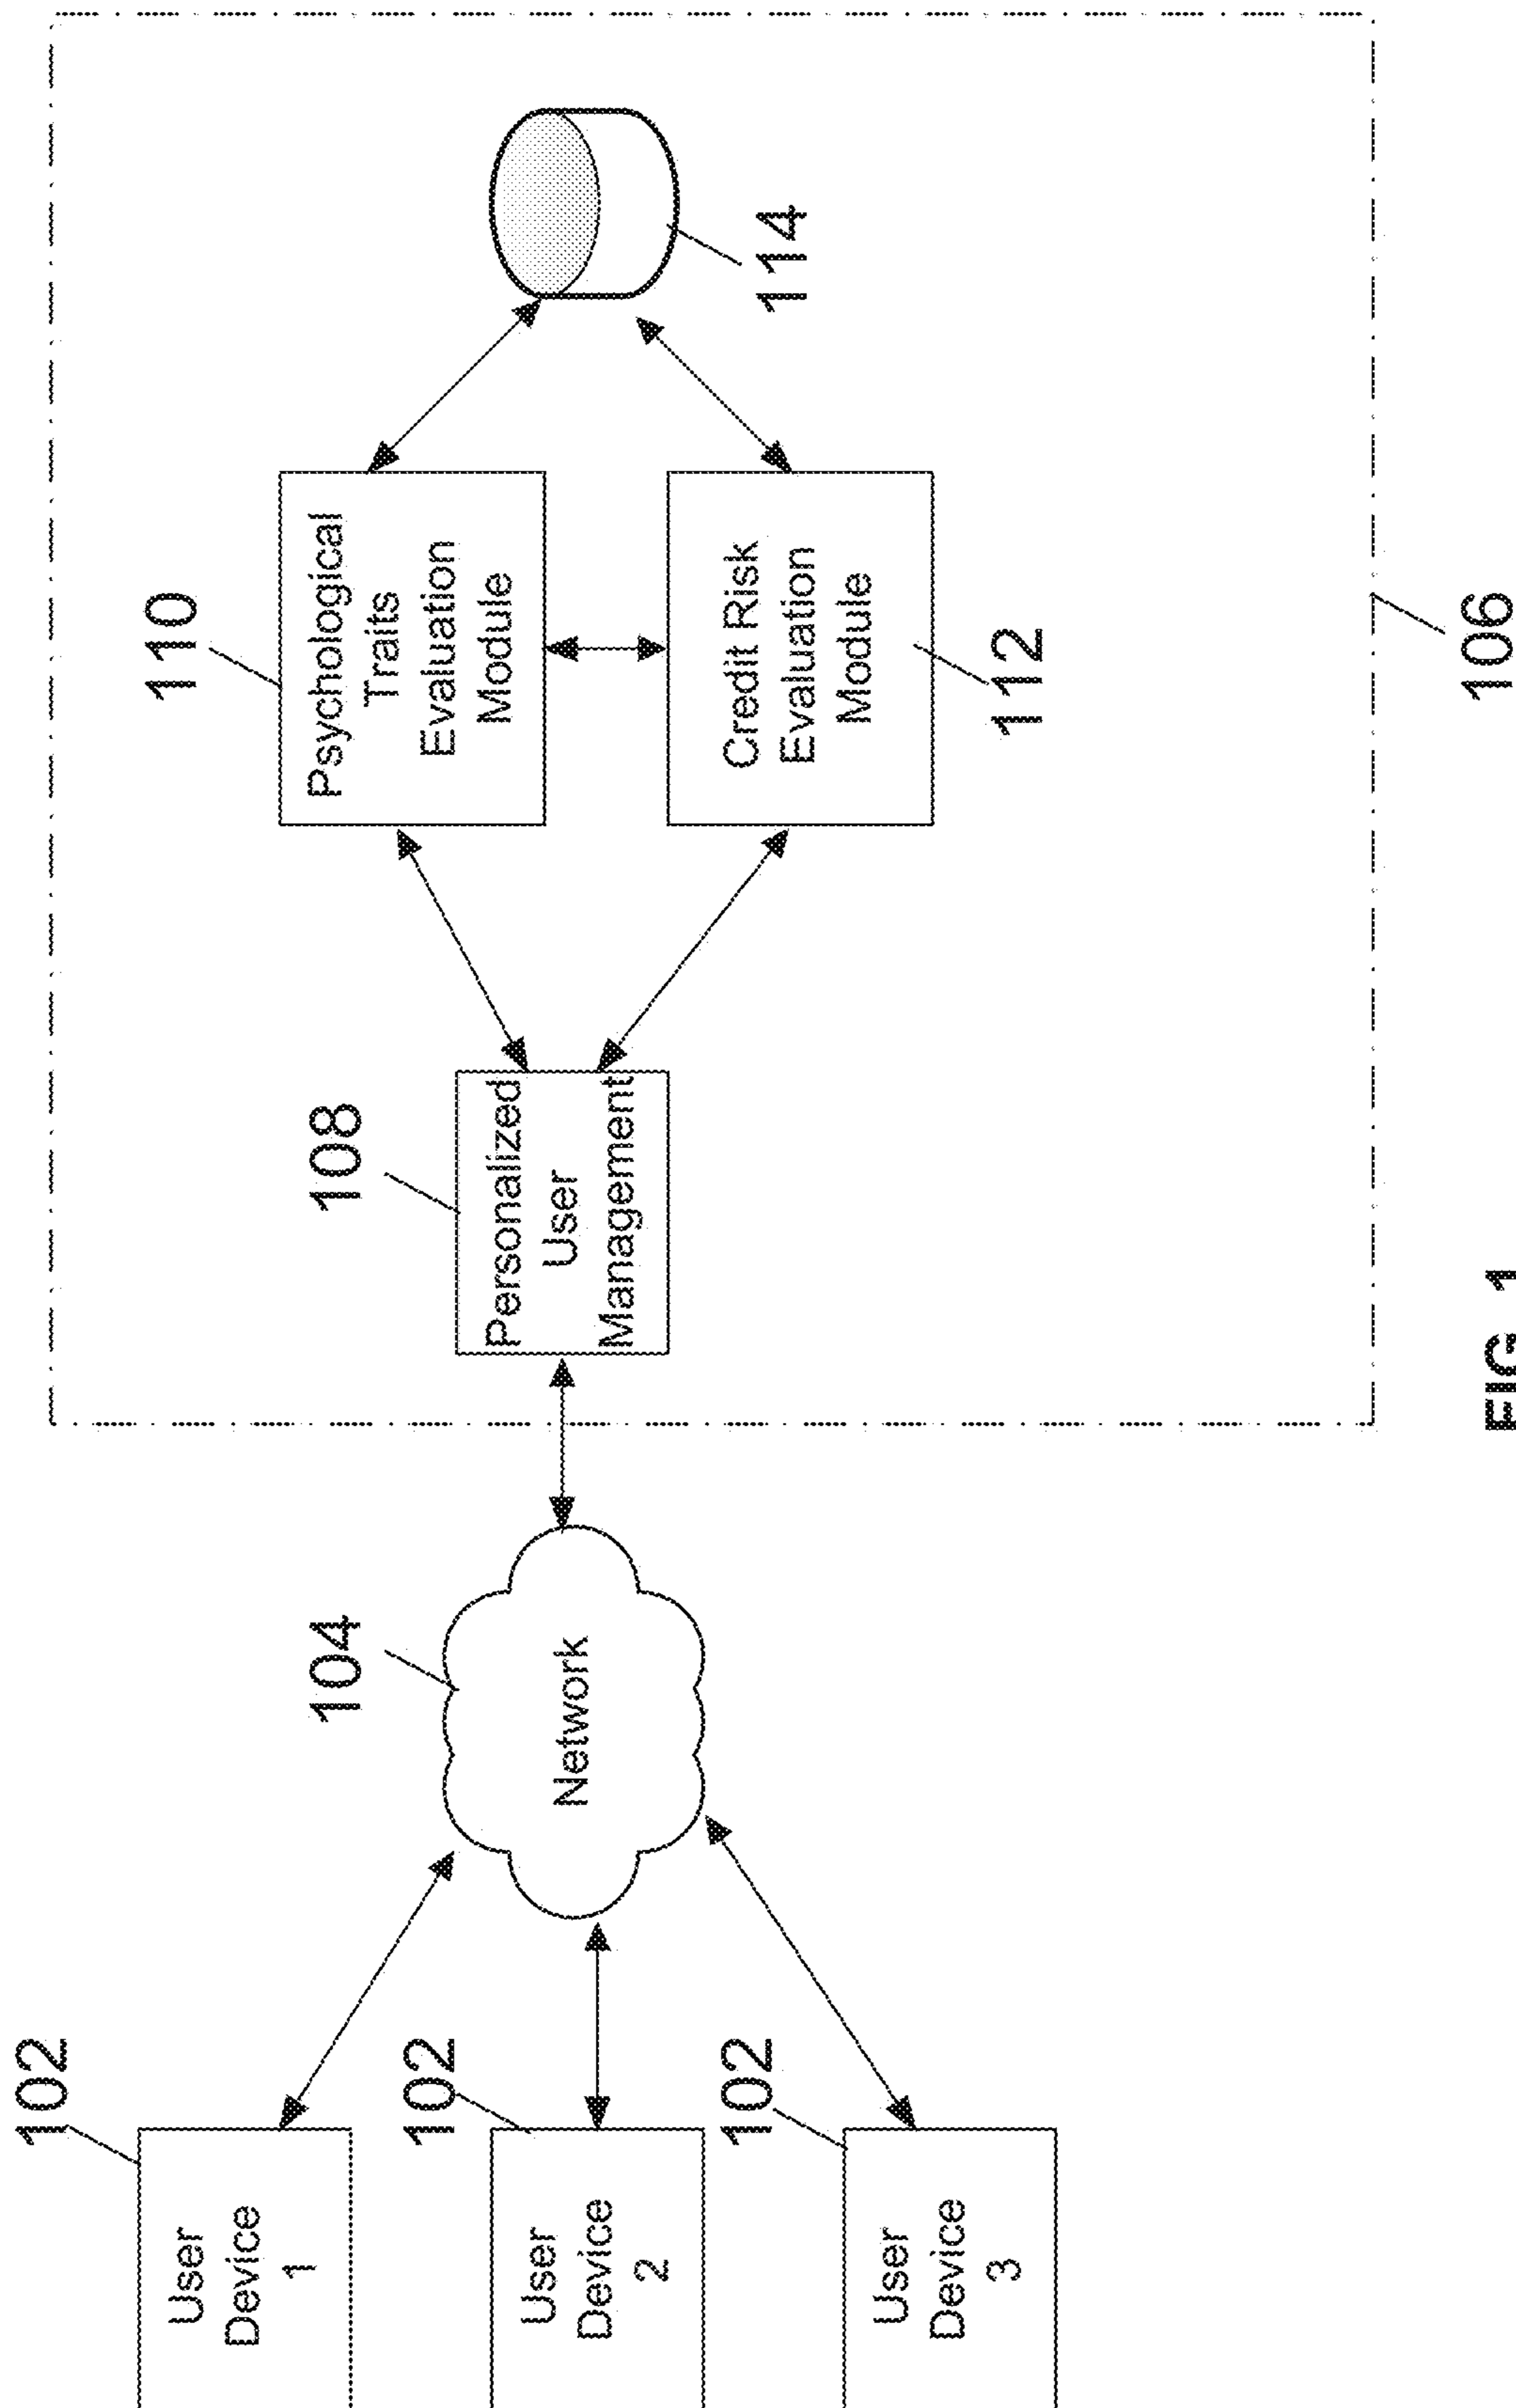 102
User
Device
1
102
User
Device
2
102
User
Device
3
104
Network
108
Personalized
User
Management
110
Psychological
Traits
Evaluation
Module
Credit Risk
Evaluation
Module
112
114
106
FIG. 1